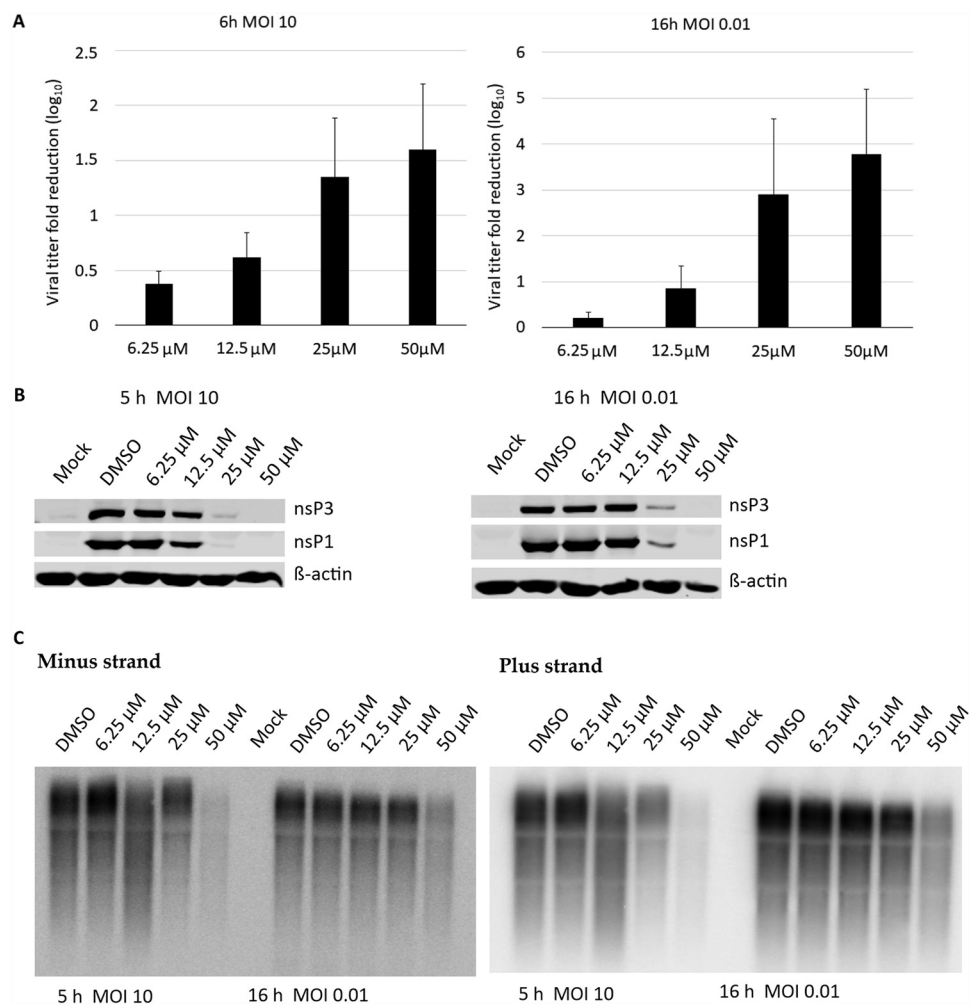 A
6h MOI 10
Viral titer fold reduction (log10)
2.5
2
1.5
1
0.5
0
6.25 µM
12.5 µM
25µM
50µM
16h MOI 0.01
Viral titer fold reduction (log10)
6
5
4
3
2
1
0
6.25 µM
12.5 µM
25µM
50µM
B
5 h MOI 10
Mock
DMSO
6.25 µM
12.5 µM
25 µM
50 µM
nsP3
nsP1
ß-actin
16 h MOI 0.01
Mock
DMSO
6.25 µM
12.5 µM
25 µM
50 µM
nsP3
nsP1
ß-actin
C
Minus strand
DMSO
6.25 µM
12.5 µM
25 µM
50 µM
Mock
DMSO
6.25 µM
12.5 µM
25 µM
50 µM
5 h MOI 10
16 h MOI 0.01
Plus strand
DMSO
6.25 µM
12.5 µM
25 µM
50 µM
Mock
DMSO
6.25 µM
12.5 µM
25 µM
50 µM
5 h MOI 10
16 h MOI 0.01